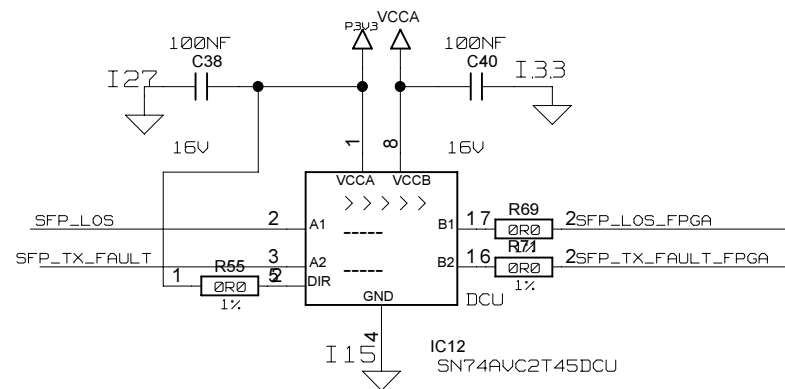 P3V3 VCCA
100NF 100NF
C38 C40
I27 I33
16V 1 8 16V
VCCA VCCB
> > > > >
SFP_LOS 2 A1 ----- B1 17 R69 2 SFP_LOS_FPGA
0R0
1%
SFP_TX_FAULT 3 A2 ----- B2 16 R71 2 SFP_TX_FAULT_FPGA
1 R55 5 2 DIR 0R0
0R0 1%
1% GND DCU
4
I15 IC12
SN74AVC2T45DCU